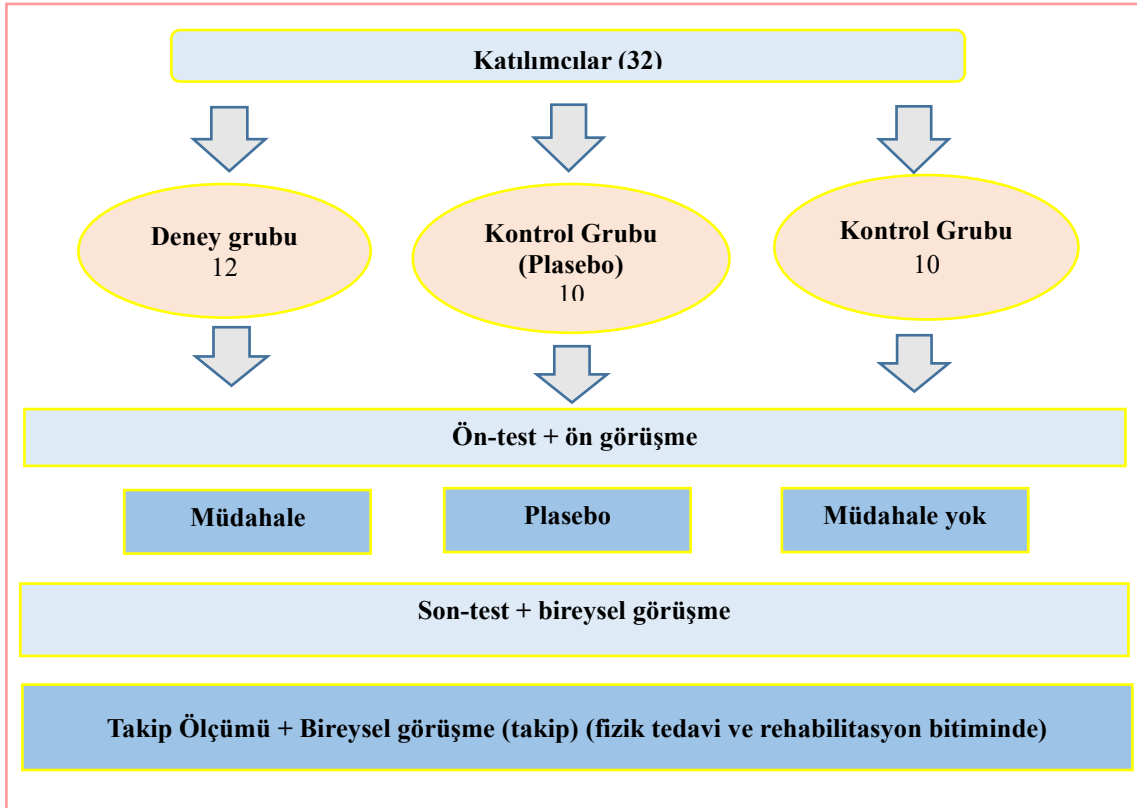 Katılımcılar (32)
Deney grubu
12
Kontrol Grubu
(Plasebo)
10
Kontrol Grubu
10
Ön-test + ön görüşme
Müdahale
Plasebo
Müdahale yok
Son-test + bireysel görüşme
Takip Ölçümü + Bireysel görüşme (takip) (fizik tedavi ve rehabilitasyon bitiminde)